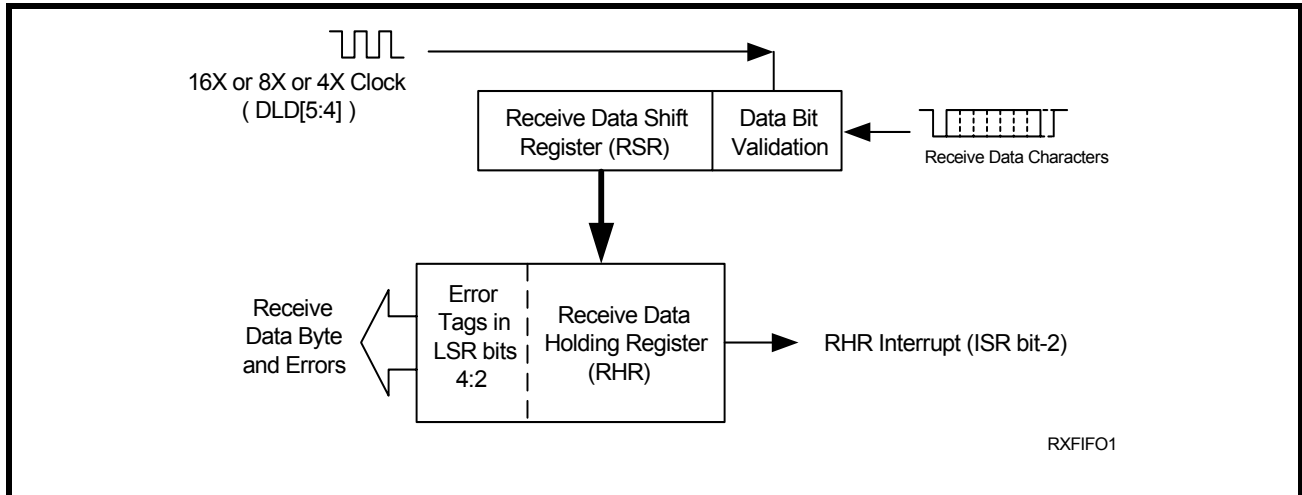 16X or 8X or 4X Clock
( DLD[5:4] )
Receive Data Shift
Register (RSR)
Data Bit
Validation
Receive Data Characters
Receive
Data Byte
and Errors
Error
Tags in
LSR bits
4:2
Receive Data
Holding Register
(RHR)
RHR Interrupt (ISR bit-2)
RXFIFO1